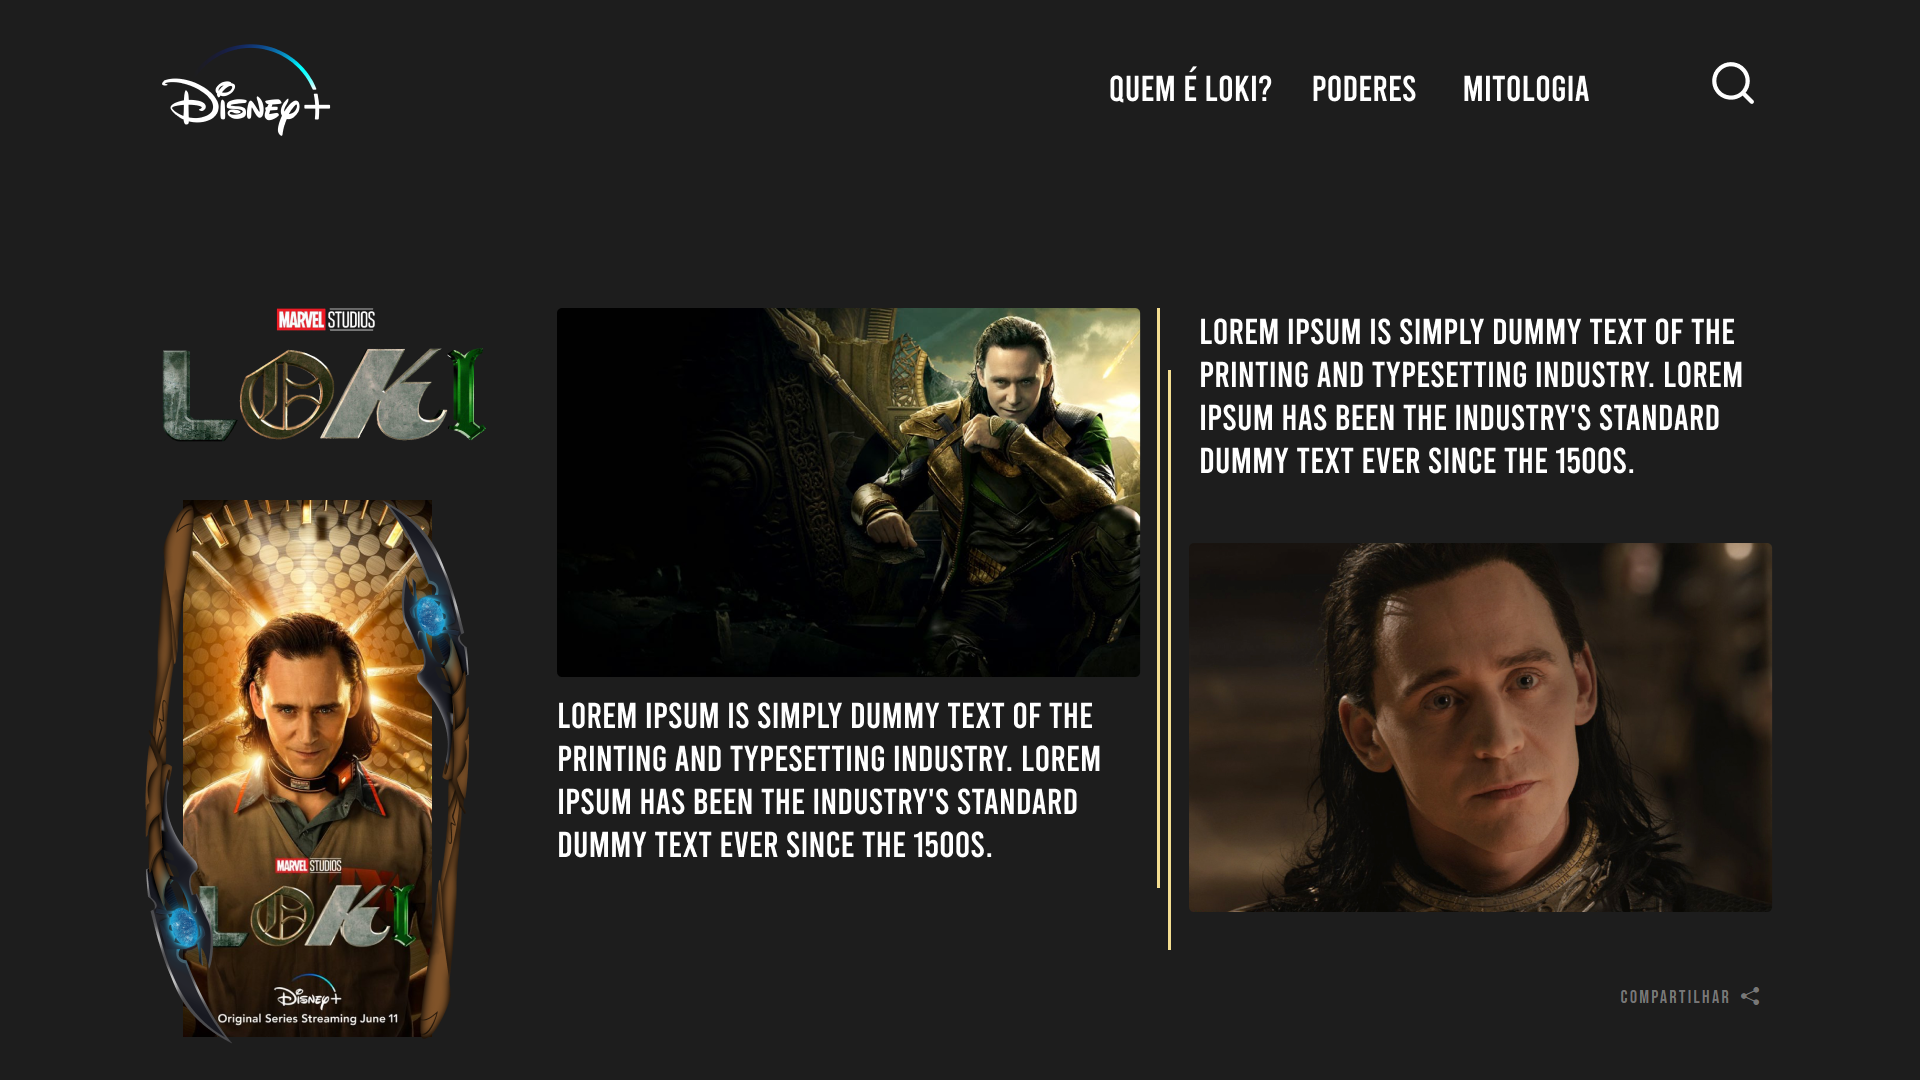 Disney+
QUEM É LOKI?
PODERES
MITOLOGIA
MARVEL STUDIOS
LOKI
LOREM IPSUM IS SIMPLY DUMMY TEXT OF THE
PRINTING AND TYPESETTING INDUSTRY. LOREM
IPSUM HAS BEEN THE INDUSTRY'S STANDARD
DUMMY TEXT EVER SINCE THE 1500S.
LOREM IPSUM IS SIMPLY DUMMY TEXT OF THE
PRINTING AND TYPESETTING INDUSTRY. LOREM
IPSUM HAS BEEN THE INDUSTRY'S STANDARD
DUMMY TEXT EVER SINCE THE 1500S.
MARVEL STUDIOS
LOKI
Disney+
Original Series Streaming June 11
COMPARTILHAR